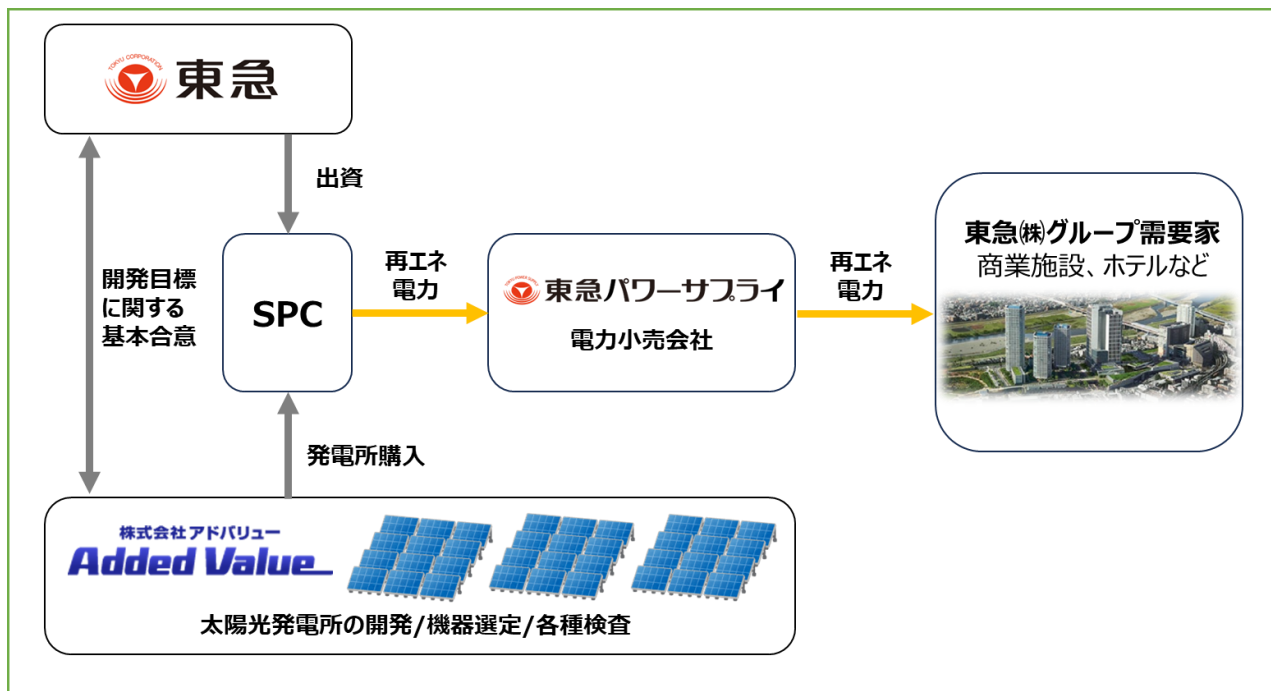 TOKYU CORPORATION
東急
出資
開発目標
に関する
基本合意
SPC
再エネ
電力
TOKYU POWER SUPPLY
東急パワーサプライ
電力小売会社
再エネ
電力
東急㈱グループ需要家
商業施設、ホテルなど
発電所購入
株式会社アドバリュー
Added Value
太陽光発電所の開発/機器選定/各種検査